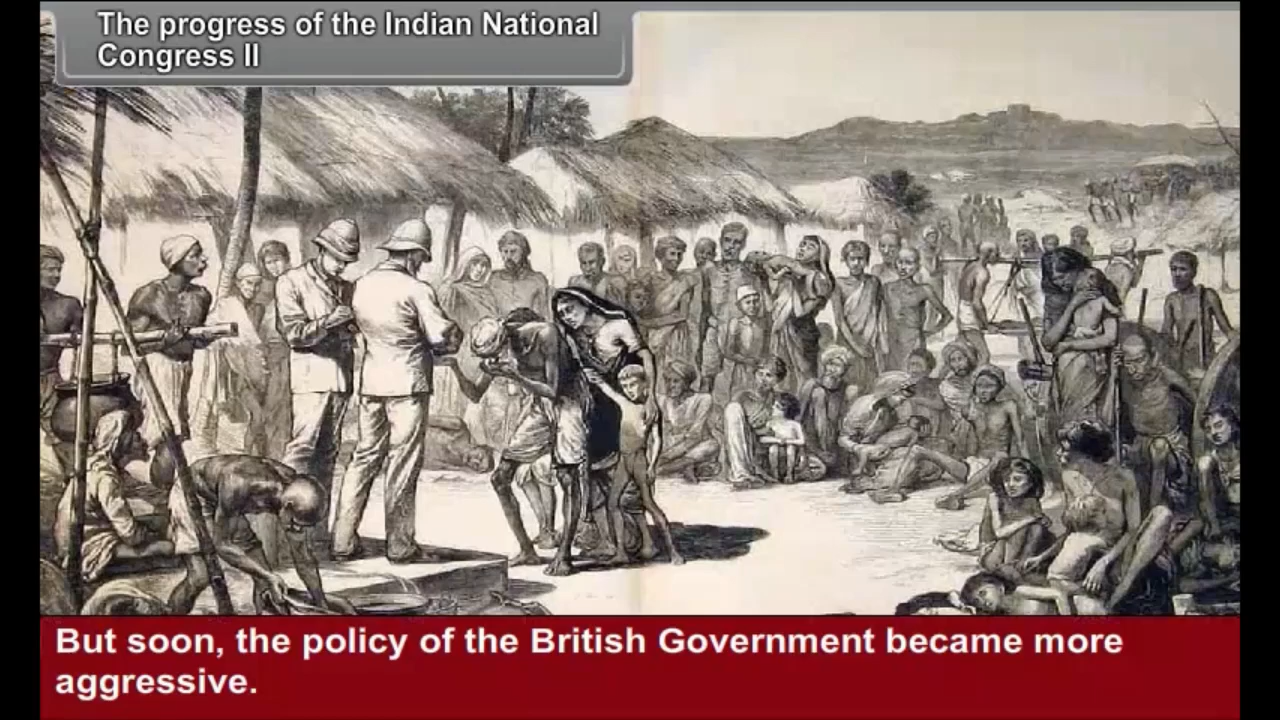 The progress of the Indian National
Congress II
But soon, the policy of the British Government became more
aggressive.